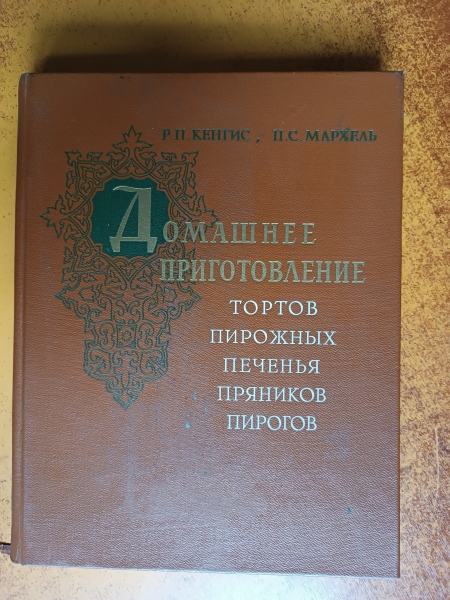 Р. П. КЕНГИС, П. С. МАРХЕЛЬ
ДОМАШНЕЕ
ПРИГОТОВЛЕНИЕ
ТОРТОВ
ПИРОЖНЫХ
ПЕЧЕНЬЯ
ПРЯНИКОВ
ПИРОГОВ